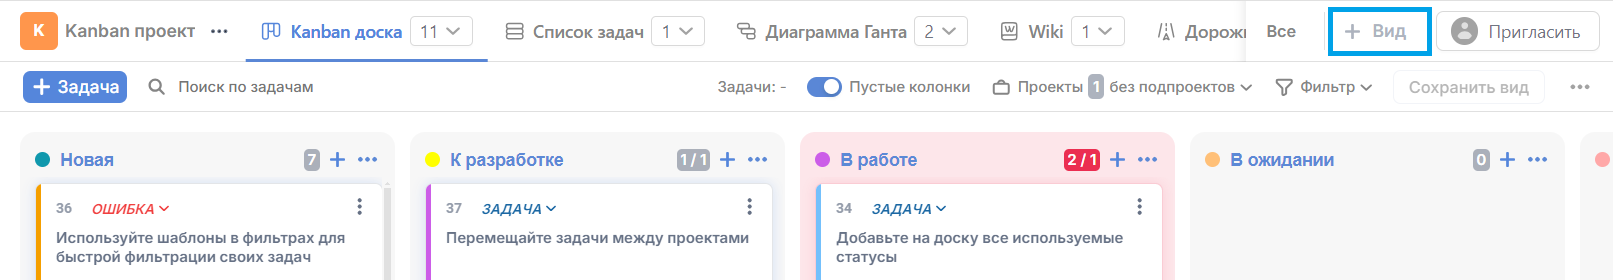 К Kanban проект ••• Kanban доска 11 Список задач 1 Диаграмма Ганта 2 Wiki 1 Дорожн Все + Вид Пригласить
+ Задача Поиск по задачам Задачи: - Пустые колонки Проекты 1 без подпроектов Фильтр Сохранить вид •••
Новая 7 + •••
36 ОШИБКА
Используйте шаблоны в фильтрах для
быстрой фильтрации своих задач
К разработке 1 / 1 + •••
37 ЗАДАЧА
Перемещайте задачи между проектами
В работе 2 / 1 + •••
34 ЗАДАЧА
Добавьте на доску все используемые
статусы
В ожидании 0 + •••